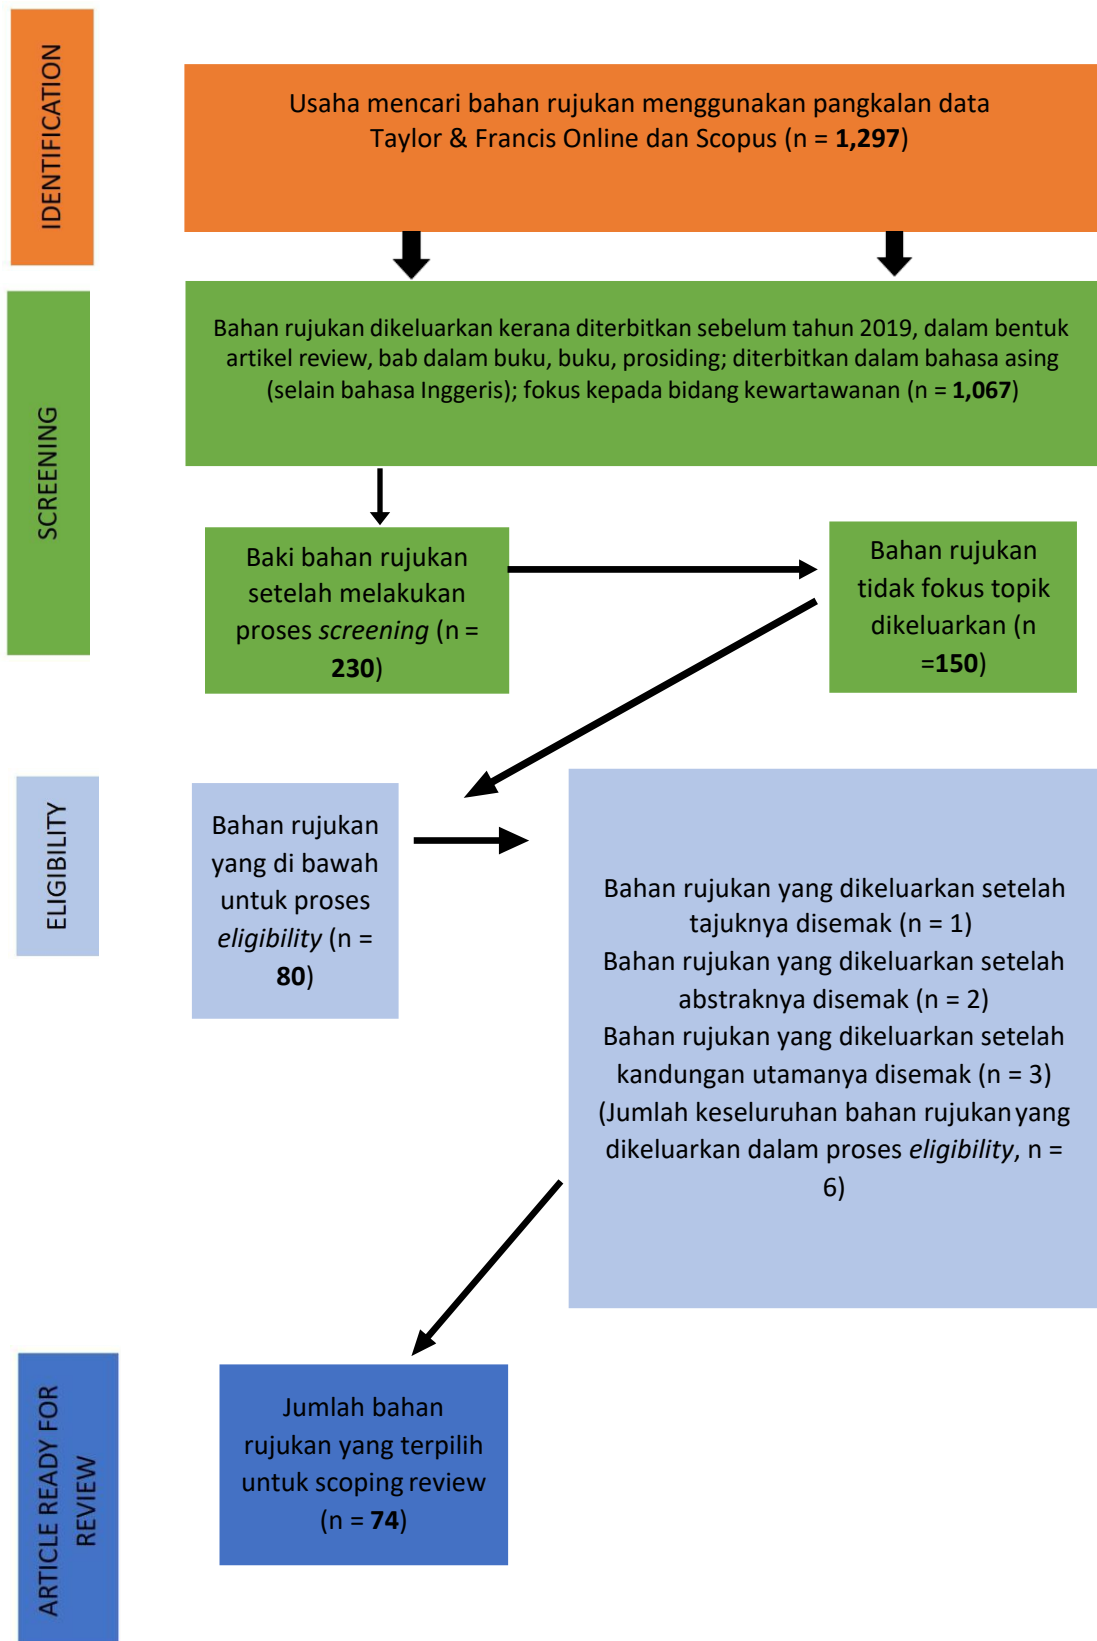 IDENTIFICATION
Usaha mencari bahan rujukan menggunakan pangkalan data
Taylor & Francis Online dan Scopus (n = 1,297)
SCREENING
Bahan rujukan dikeluarkan kerana diterbitkan sebelum tahun 2019, dalam bentuk
artikel review, bab dalam buku, buku, prosiding; diterbitkan dalam bahasa asing
(selain bahasa Inggeris); fokus kepada bidang kewartawanan (n = 1,067)
Baki bahan rujukan
setelah melakukan
proses screening (n =
230)
Bahan rujukan
tidak fokus topik
dikeluarkan (n
=150)
ELIGIBILITY
Bahan rujukan
yang di bawah
untuk proses
eligibility (n =
80)
Bahan rujukan yang dikeluarkan setelah
tajuknya disemak (n = 1)
Bahan rujukan yang dikeluarkan setelah
abstraknya disemak (n = 2)
Bahan rujukan yang dikeluarkan setelah
kandungan utamanya disemak (n = 3)
(Jumlah keseluruhan bahan rujukan yang
dikeluarkan dalam proses eligibility, n =
6)
ARTICLE READY FOR
REVIEW
Jumlah bahan
rujukan yang terpilih
untuk scoping review
(n = 74)